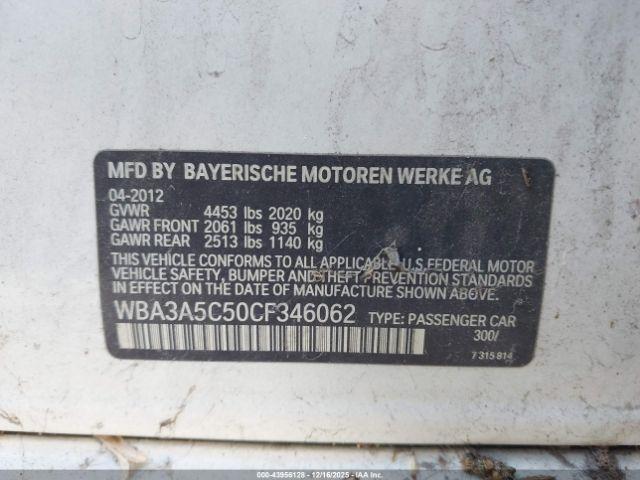 MFD BY BAYERISCHE MOTOREN WERKE AG
04-2012
GVWR 4453 lbs 2020 kg
GAWR FRONT 2061 lbs 935 kg
GAWR REAR 2513 lbs 1140 kg
THIS VEHICLE CONFORMS TO ALL APPLICABLE U.S. FEDERAL MOTOR
VEHICLE SAFETY, BUMPER AND THEFT PREVENTION STANDARDS
IN EFFECT ON THE DATE OF MANUFACTURE SHOWN ABOVE.
WBA3A5C50CF346062 TYPE: PASSENGER CAR
300/
7 315 814
000-43956128 - 12/16/2025 - IAA Inc.